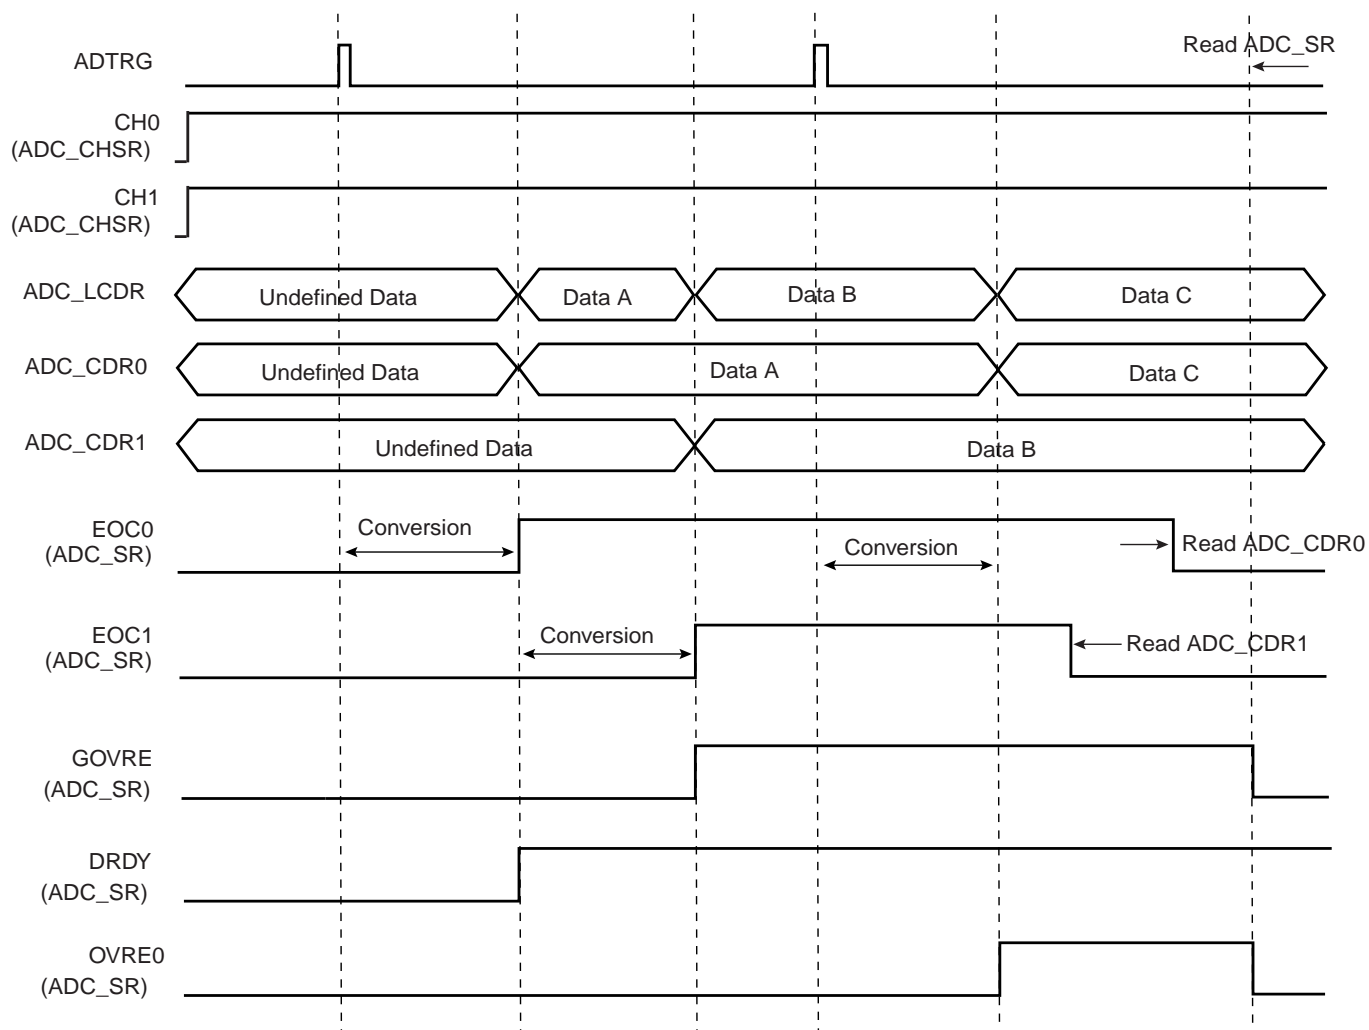 ADTRG
Read ADC_SR
CH0
(ADC_CHSR)
CH1
(ADC_CHSR)
ADC_LCDR
Undefined Data
Data A
Data B
Data C
ADC_CDR0
Undefined Data
Data A
Data C
ADC_CDR1
Undefined Data
Data B
EOC0
(ADC_SR)
Conversion
Conversion
Read ADC_CDR0
EOC1
(ADC_SR)
Conversion
Read ADC_CDR1
GOVRE
(ADC_SR)
DRDY
(ADC_SR)
OVRE0
(ADC_SR)